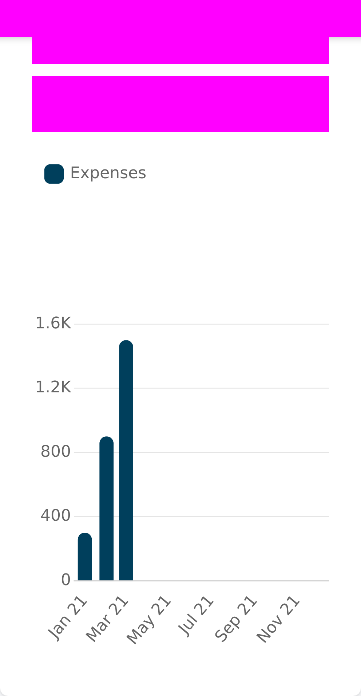 Expenses
1.6K
1.2K
800
400
0
Jan 21
Mar 21
May 21
Jul 21
Sep 21
Nov 21